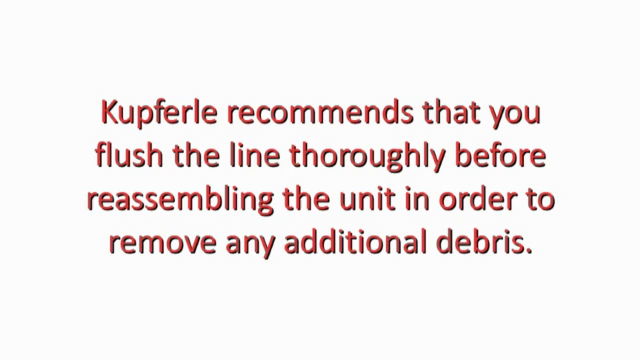 Kupferle recommends that you
flush the line thoroughly before
reassembling the unit in order to
remove any additional debris.